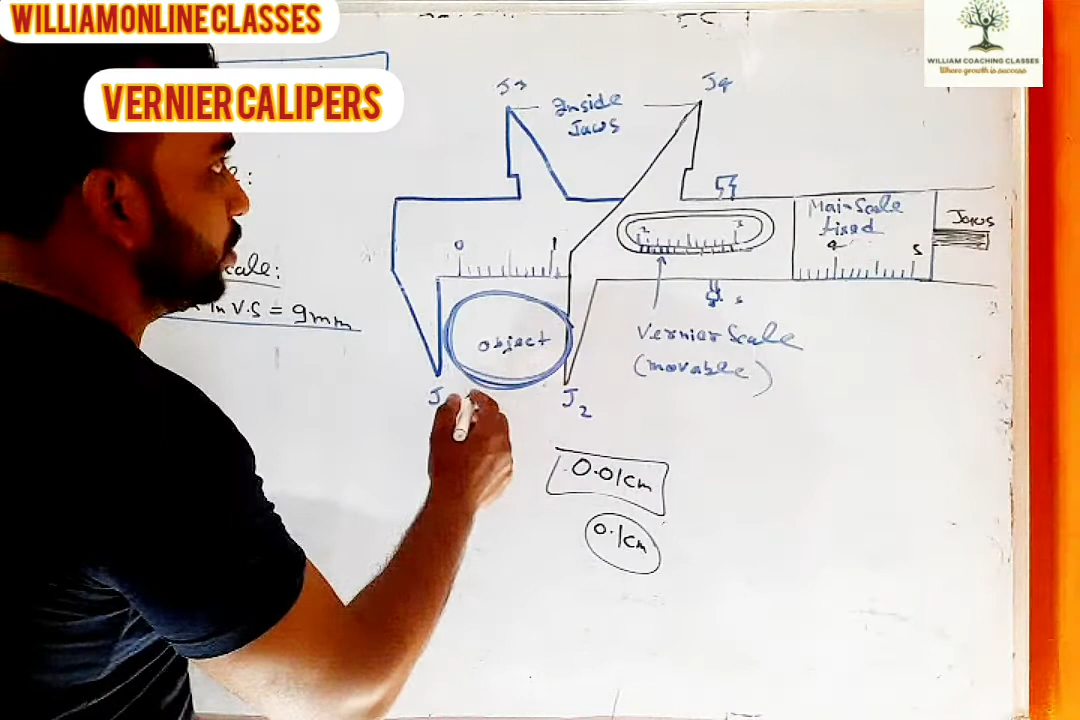 WILLIAMONLINE CLASSES
WILLIAM COACHING CLASSES
Where growth is success
VERNIER CALIPERS
J3
J4
Inside
Jaws
Main Scale
fixed
Jaws
0
1
4
5
cale:
in V.S = 9mm
object
S
Vernier Scale
(movable)
J
J2
0.01cm
0.1cm